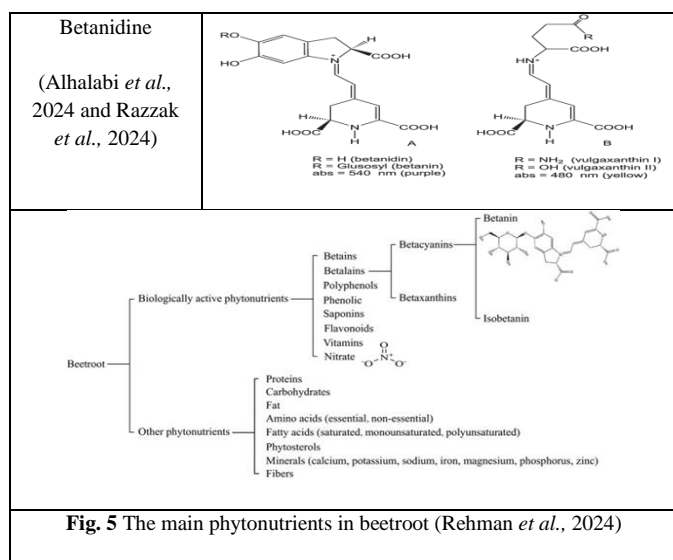 Betanidine
(Alhalabi et al.,
2024 and Razzak
et al., 2024)
RO
HO
H
COOH
N+
H
HOOC
N
H
COOH
A
R = H (betanidin)
R = Glusosyl (betanin)
abs = 540 nm (purple)
O
R
COOH
HN+
H
HOOC
N
H
COOH
B
R = NH2 (vulgaxanthin I)
R = OH (vulgaxanthin II)
abs = 480 nm (yellow)
Beetroot
Biologically active phytonutrients
Betains
Betalains
Polyphenols
Phenolic
Saponins
Flavonoids
Vitamins
Nitrate
O
-O N+ O-
Betacyanins
Betaxanthins
Betanin
Isobetanin
Other phytonutrients
Proteins
Carbohydrates
Fat
Amino acids (essential, non-essential)
Fatty acids (saturated, monounsaturated, polyunsaturated)
Phytosterols
Minerals (calcium, potassium, sodium, iron, magnesium, phosphorus, zinc)
Fibers
Fig. 5 The main phytonutrients in beetroot (Rehman et al., 2024)